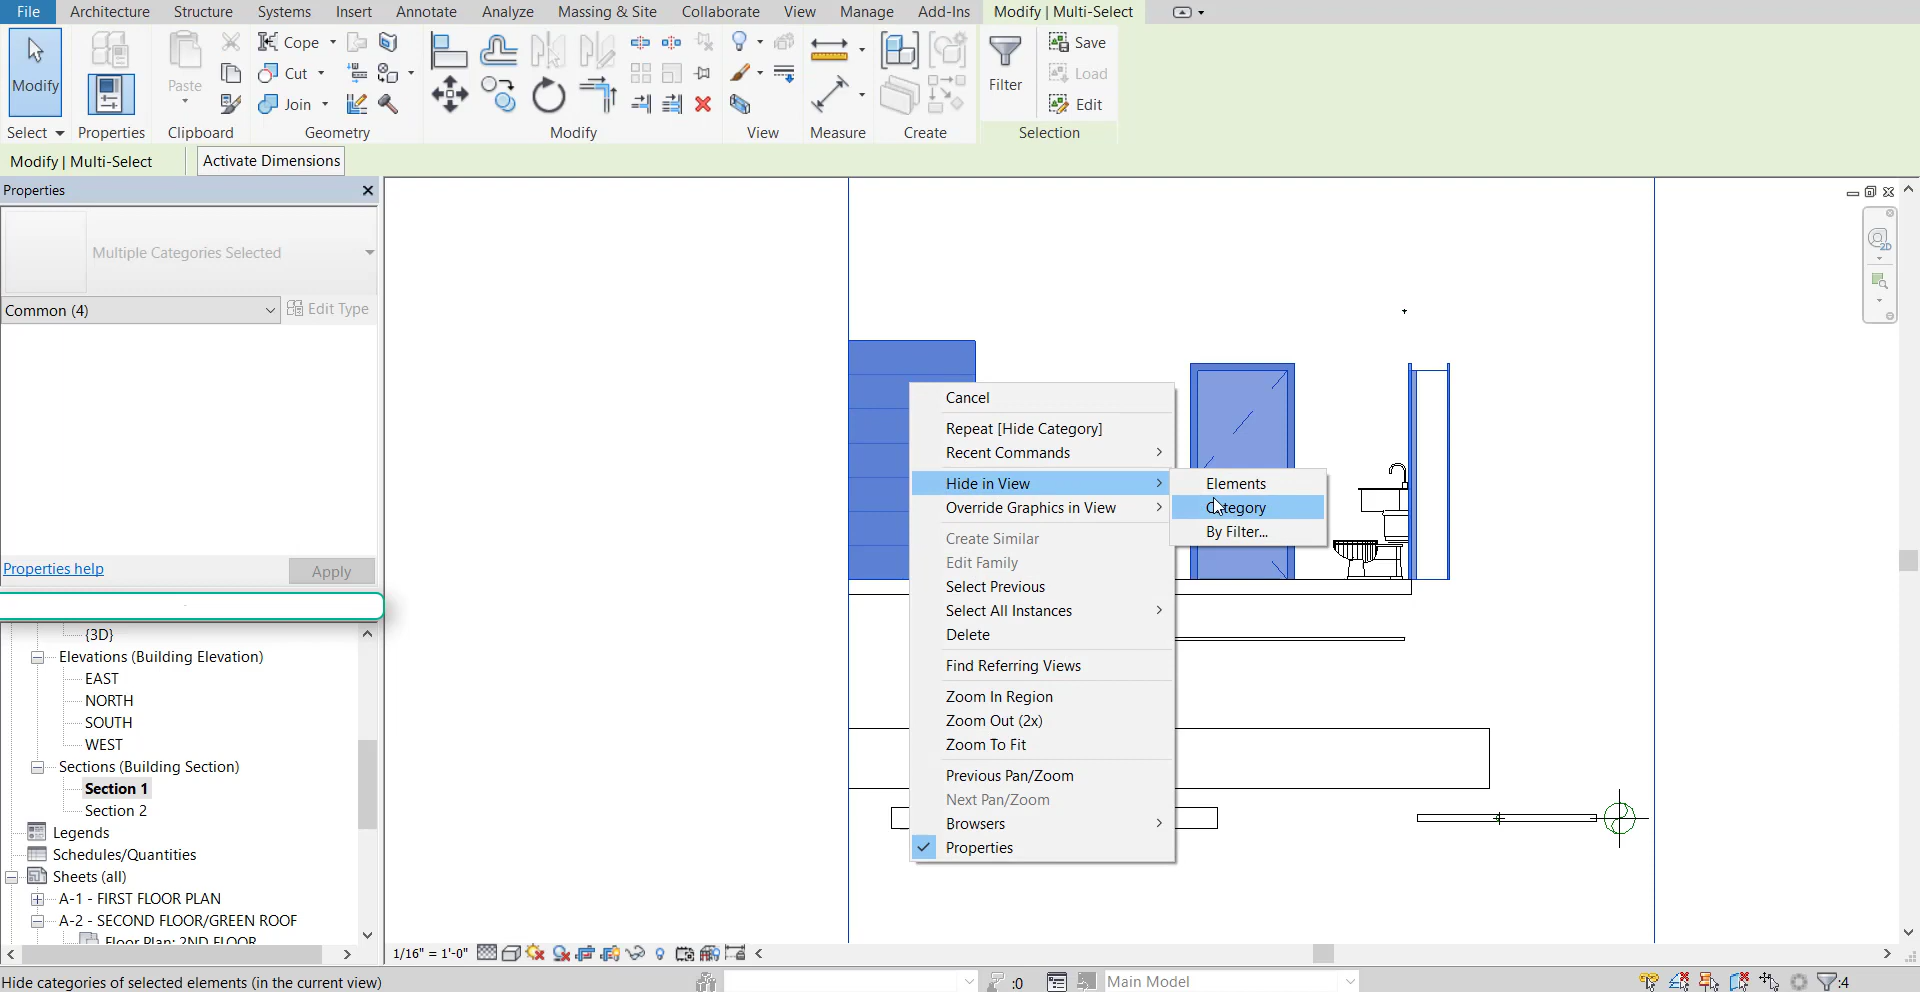 File Architecture Structure Systems Insert Annotate Analyze Massing & Site Collaborate View Manage Add-Ins Modify | Multi-Select
Modify
Paste
Cope
Cut
Join
Filter
Save
Load
Edit
Select Properties Clipboard Geometry Modify View Measure Create Selection
Modify | Multi-Select Activate Dimensions
Properties
Multiple Categories Selected
Common (4) Edit Type
Properties help Apply
{3D}
Elevations (Building Elevation)
EAST
NORTH
SOUTH
WEST
Sections (Building Section)
Section 1
Section 2
Legends
Schedules/Quantities
Sheets (all)
A-1 - FIRST FLOOR PLAN
A-2 - SECOND FLOOR/GREEN ROOF
Floor Plan: 2ND FLOOR
Cancel
Repeat [Hide Category]
Recent Commands
Hide in View
Override Graphics in View
Create Similar
Edit Family
Select Previous
Select All Instances
Delete
Find Referring Views
Zoom In Region
Zoom Out (2x)
Zoom To Fit
Previous Pan/Zoom
Next Pan/Zoom
Browsers
Properties
Elements
Category
By Filter...
2D
1/16" = 1'-0"
Hide categories of selected elements (in the current view) :0 Main Model :4